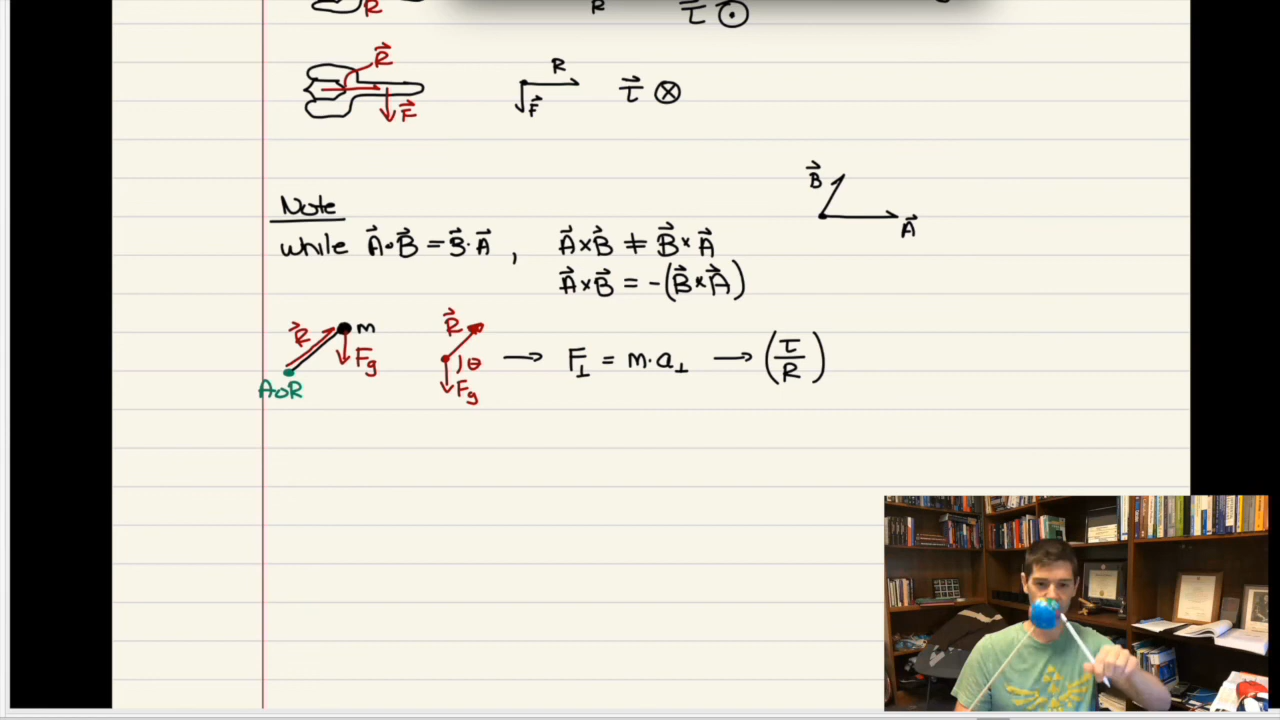 R R τ⃗ ⊙
R⃗ R τ⃗ ⊗
F⃗ F⃗
B⃗ A⃗
Note
while A⃗•B⃗ = B⃗·A⃗ , A⃗×B⃗ ≠ B⃗×A⃗
A⃗×B⃗ = -(B⃗×A⃗)
R⃗ m Fg AoR R⃗ θ Fg → F⊥ = m·a⊥ → (τ/R)